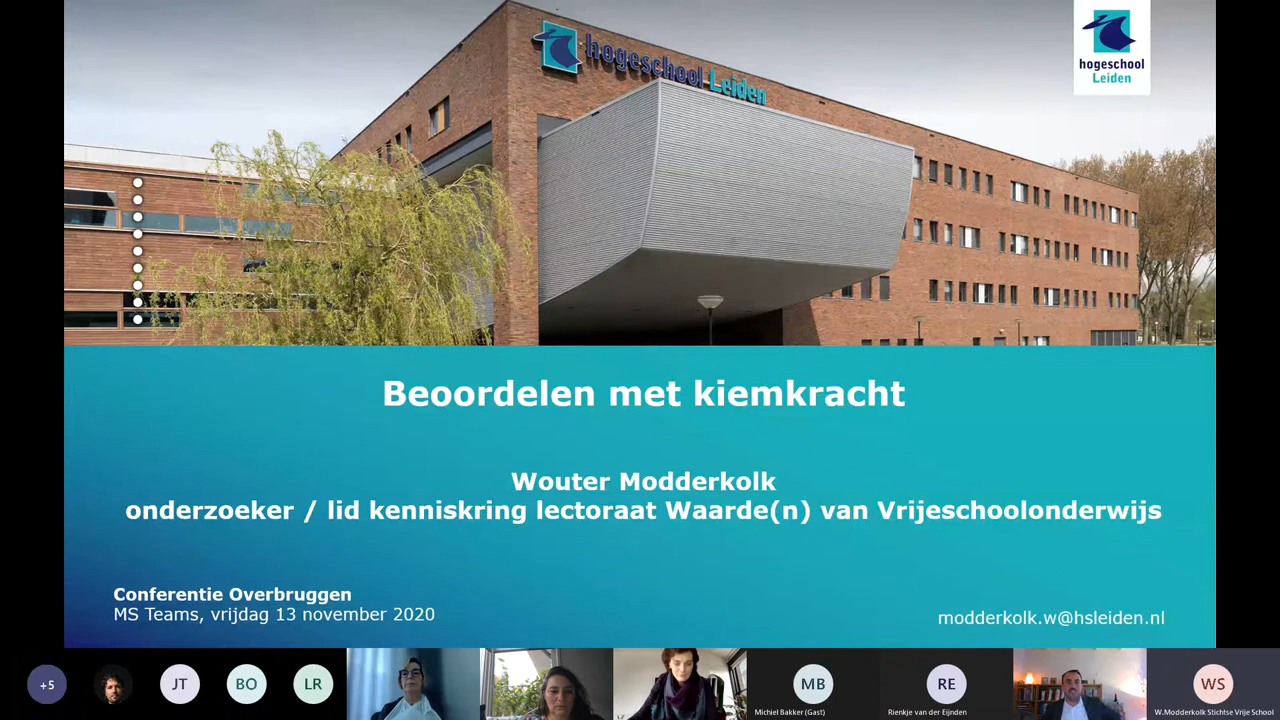 hogeschool Leiden
hogeschool
Leiden
Beoordelen met kiemkracht
Wouter Modderkolk
onderzoeker / lid kenniskring lectoraat Waarde(n) van Vrijeschoolonderwijs
Conferentie Overbruggen
MS Teams, vrijdag 13 november 2020
modderkolk.w@hsleiden.nl
+5
JT
BO
LR
MB
RE
WS
Michiel Bakker (Gast)
Rienkje van der Eijnden
W.Modderkolk Stichtse Vrije School